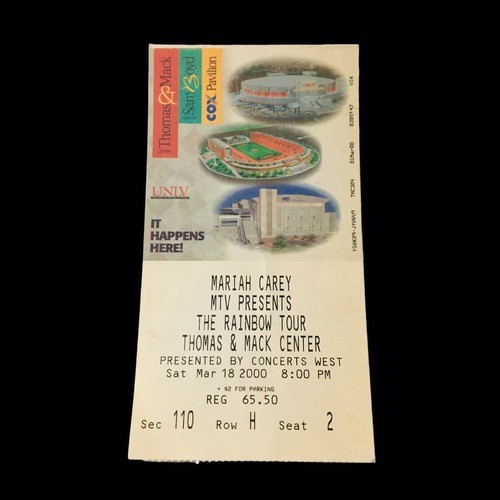 Thomas & Mack
Sam Boyd
COX Pavilion
UNLV
IT
HAPPENS
HERE!
MARIAH CAREY
MTV PRESENTS
THE RAINBOW TOUR
THOMAS & MACK CENTER
PRESENTED BY CONCERTS WEST
Sat Mar 18 2000 8:00 PM
+ $2 FOR PARKING
REG 65.50
Sec 110 Row H Seat 2